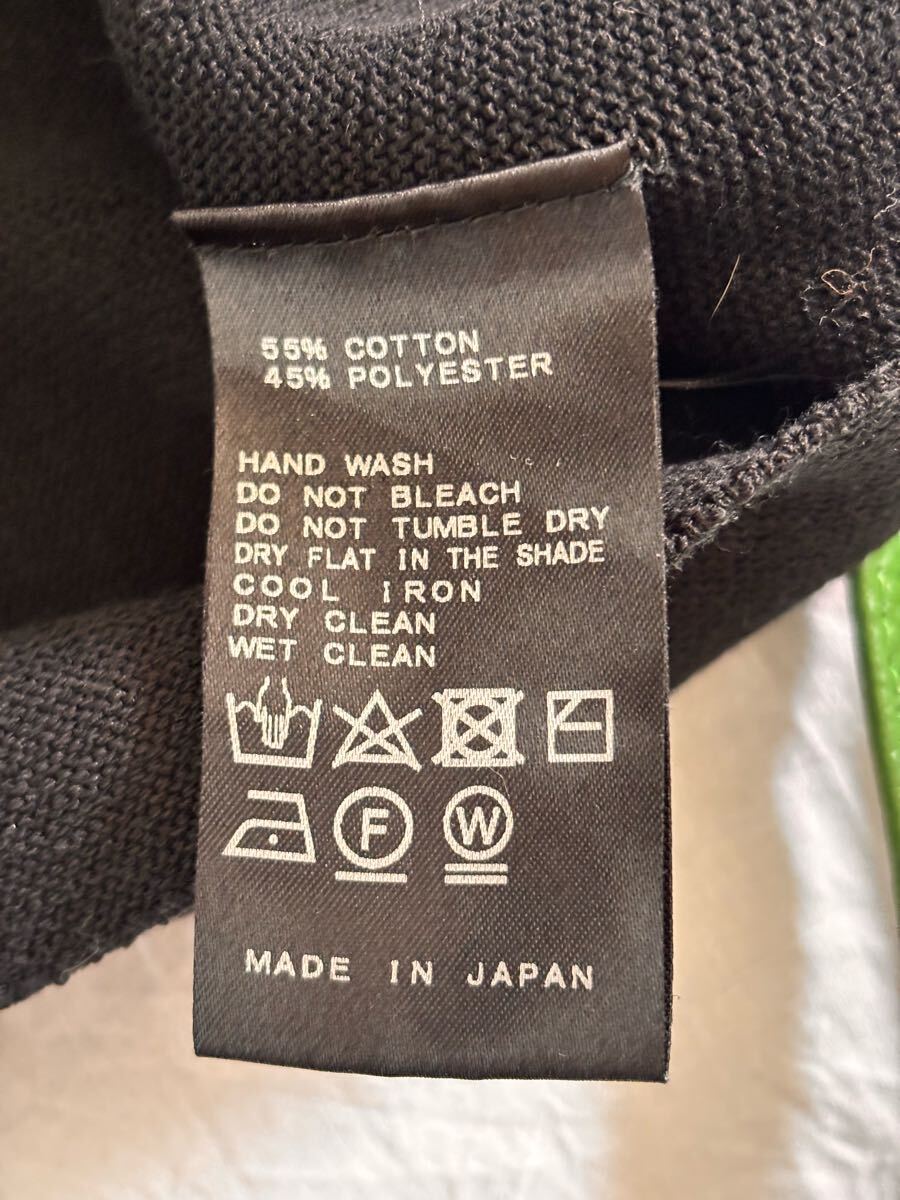 55% COTTON
45% POLYESTER
HAND WASH
DO NOT BLEACH
DO NOT TUMBLE DRY
DRY FLAT IN THE SHADE
COOL iRON
DRY CLEAN
WET CLEAN
F W
MADE IN JAPAN